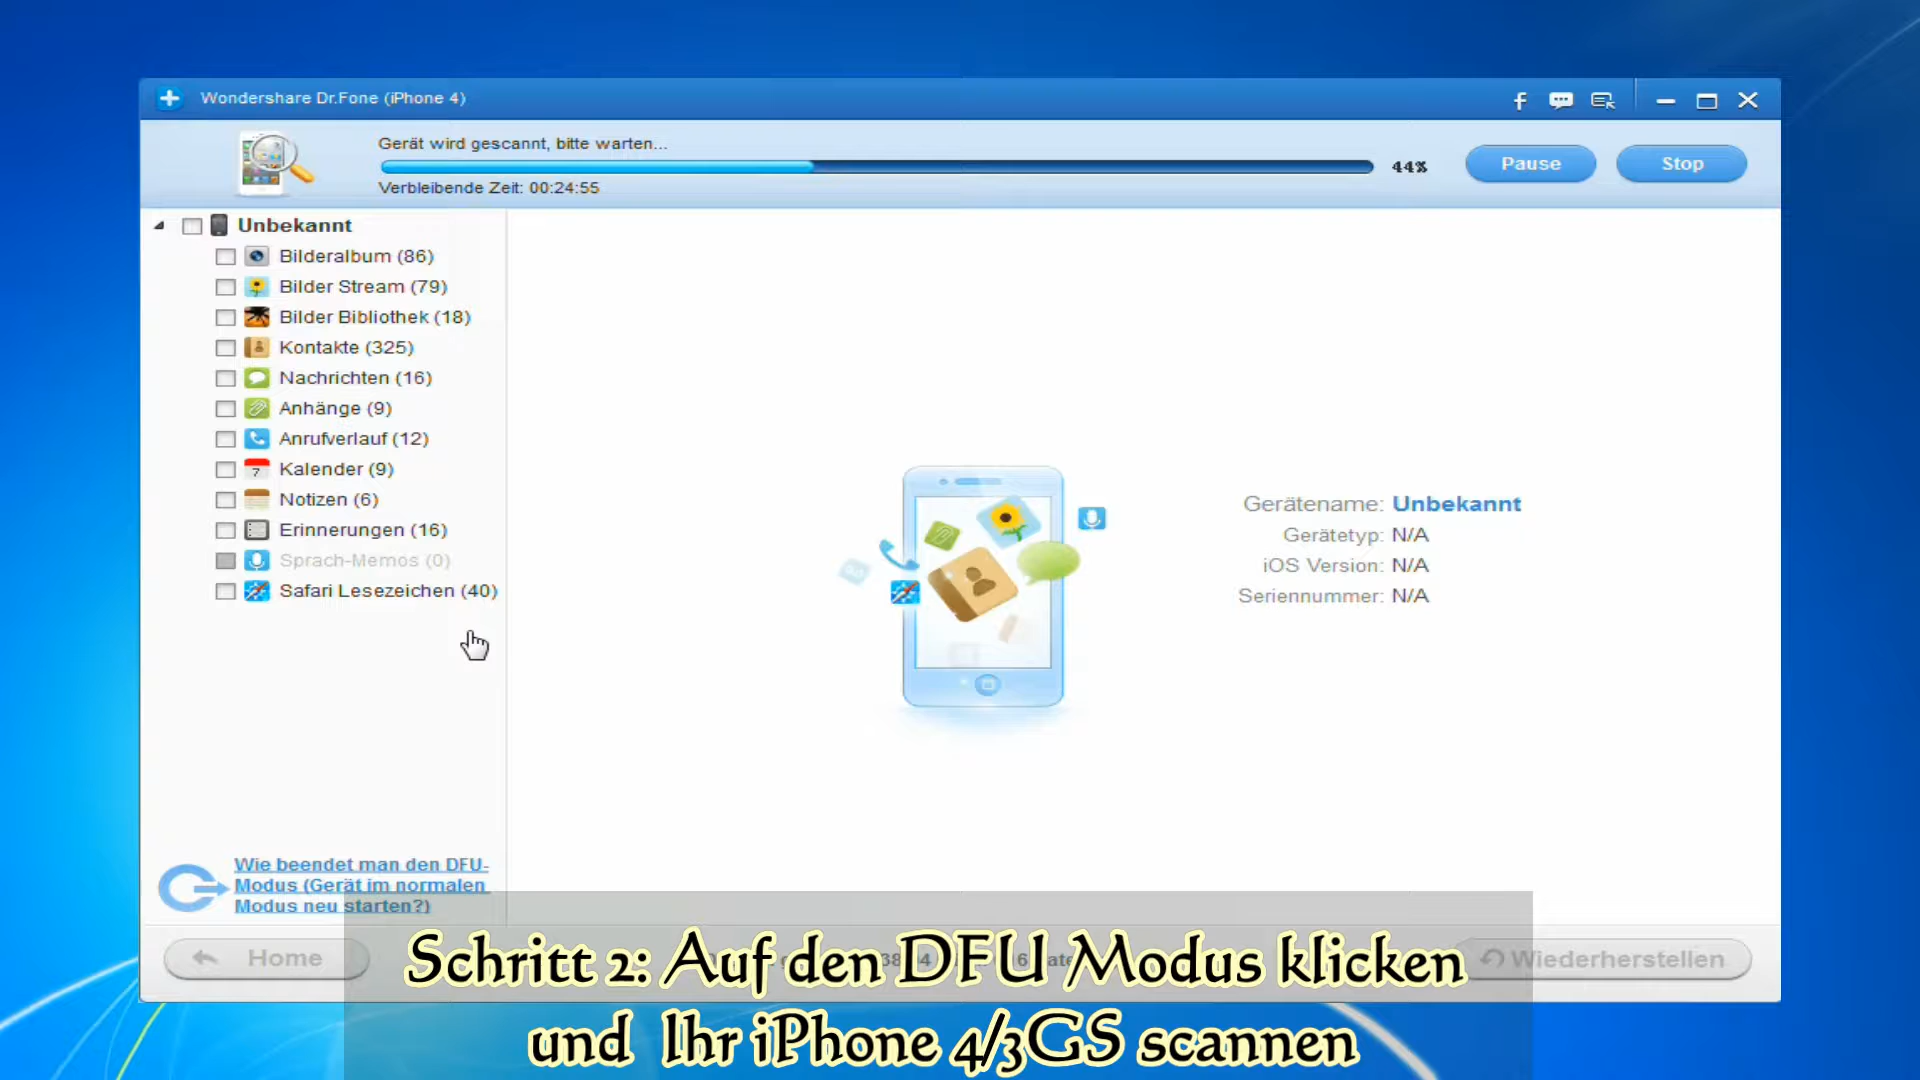 Wondershare Dr.Fone (iPhone 4)
Gerät wird gescannt, bitte warten...
44%
Pause
Stop
Verbleibende Zeit: 00:24:55
Unbekannt
Bilderalbum (86)
Bilder Stream (79)
Bilder Bibliothek (18)
Kontakte (325)
Nachrichten (16)
Anhänge (9)
Anrufverlauf (12)
Kalender (9)
7
Notizen (6)
Erinnerungen (16)
Sprach-Memos (0)
Safari Lesezeichen (40)
Gerätename: Unbekannt
Gerätetyp: N/A
iOS Version: N/A
Seriennummer: N/A
Wie beendet man den DFU-
Modus (Gerät im normalen
Modus neu starten?)
Home
Wiederherstellen
Schritt 2: Auf den DFU Modus klicken
und Ihr iPhone 4/3GS scannen